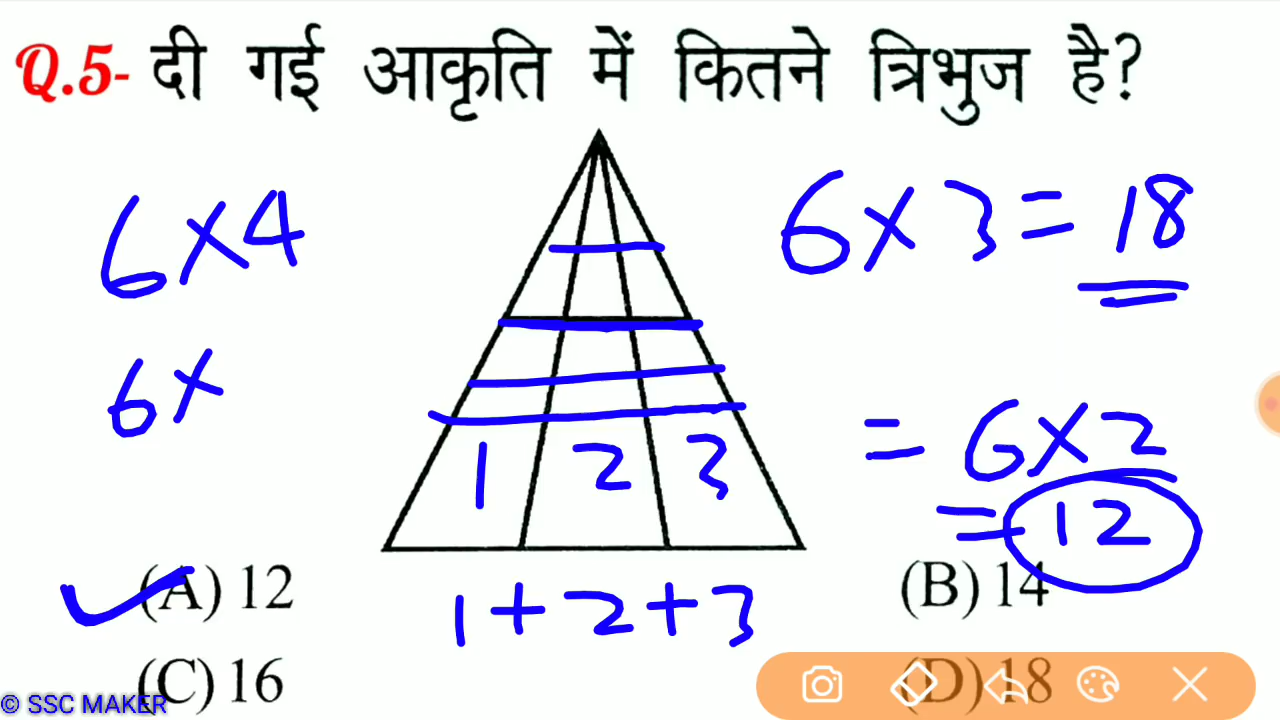 Q.5- दी गई आकृति में कितने त्रिभुज है?
6×4
6×3=18
6×
=6×2
=12
1 2 3
(A) 12
(B) 14
1+2+3
(C) 16
(D) 18
© SSC MAKER